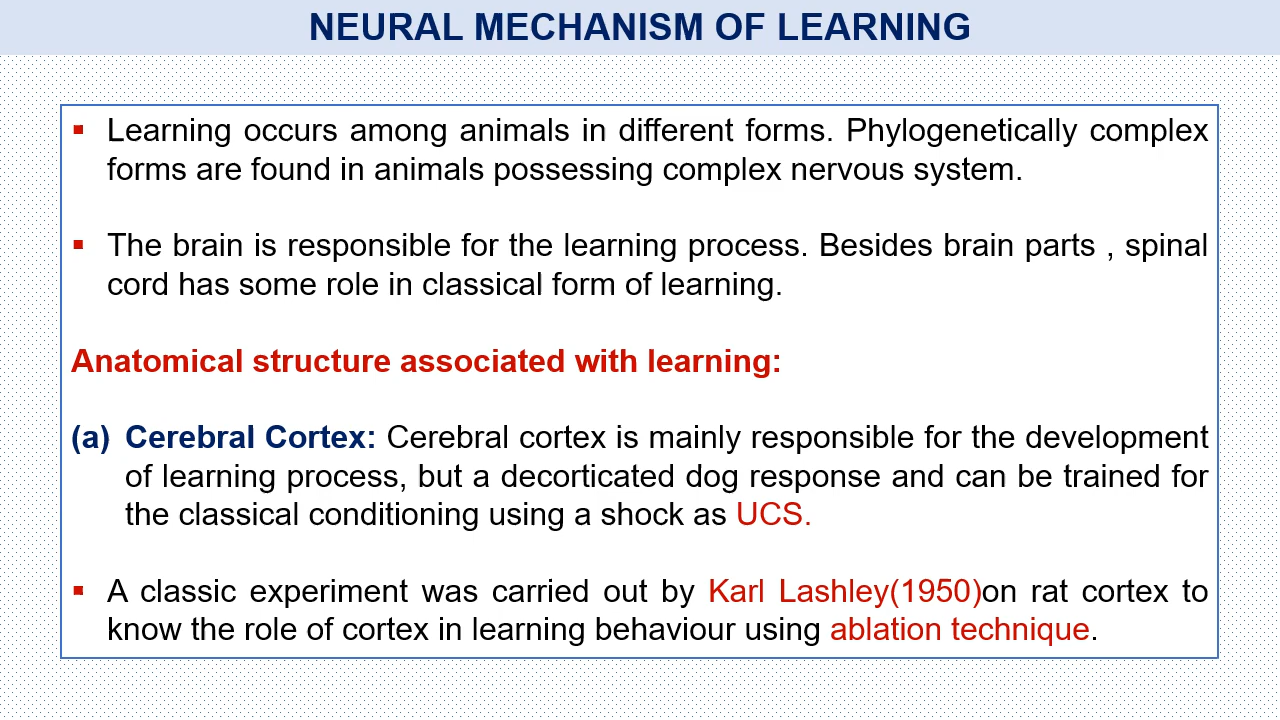 NEURAL MECHANISM OF LEARNING
▪ Learning occurs among animals in different forms. Phylogenetically complex
forms are found in animals possessing complex nervous system.
▪ The brain is responsible for the learning process. Besides brain parts , spinal
cord has some role in classical form of learning.
Anatomical structure associated with learning:
(a) Cerebral Cortex: Cerebral cortex is mainly responsible for the development
of learning process, but a decorticated dog response and can be trained for
the classical conditioning using a shock as UCS.
▪ A classic experiment was carried out by Karl Lashley(1950)on rat cortex to
know the role of cortex in learning behaviour using ablation technique.